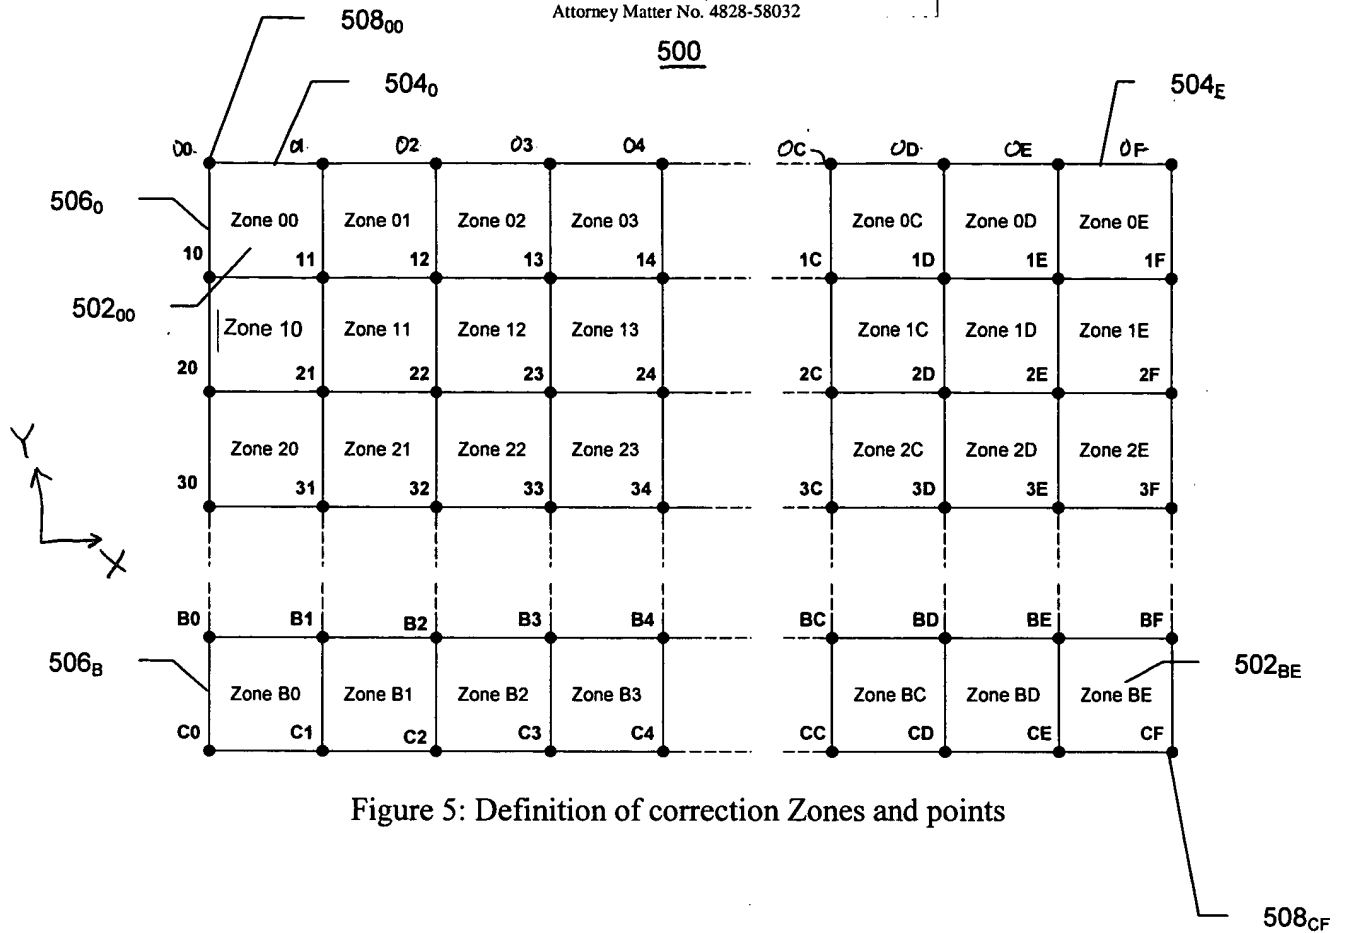 Attorney Matter No. 4828-58032
508₀₀
500
504₀
504E
00 01 02 03 04 0C 0D 0E 0F
506₀
Zone 00 Zone 01 Zone 02 Zone 03 Zone 0C Zone 0D Zone 0E
10 11 12 13 14 1C 1D 1E 1F
502₀₀
Zone 10 Zone 11 Zone 12 Zone 13 Zone 1C Zone 1D Zone 1E
20 21 22 23 24 2C 2D 2E 2F
Y
Zone 20 Zone 21 Zone 22 Zone 23 Zone 2C Zone 2D Zone 2E
30 31 32 33 34 3C 3D 3E 3F
X
B0 B1 B2 B3 B4 BC BD BE BF
506B
502BE
Zone B0 Zone B1 Zone B2 Zone B3 Zone BC Zone BD Zone BE
C0 C1 C2 C3 C4 CC CD CE CF
Figure 5: Definition of correction Zones and points
508CF